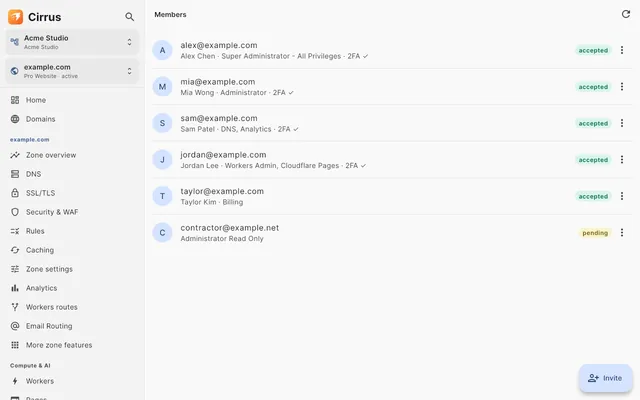 Cirrus
Acme Studio
Acme Studio
example.com
Pro Website · active
Home
Domains
example.com
Zone overview
DNS
SSL/TLS
Security & WAF
Rules
Caching
Zone settings
Analytics
Workers routes
Email Routing
More zone features
Compute & AI
Workers
Pages
Members
A
alex@example.com
Alex Chen · Super Administrator - All Privileges · 2FA ✓
accepted
M
mia@example.com
Mia Wong · Administrator · 2FA ✓
accepted
S
sam@example.com
Sam Patel · DNS, Analytics · 2FA ✓
accepted
J
jordan@example.com
Jordan Lee · Workers Admin, Cloudflare Pages · 2FA ✓
accepted
T
taylor@example.com
Taylor Kim · Billing
accepted
C
contractor@example.net
Administrator Read Only
pending
Invite